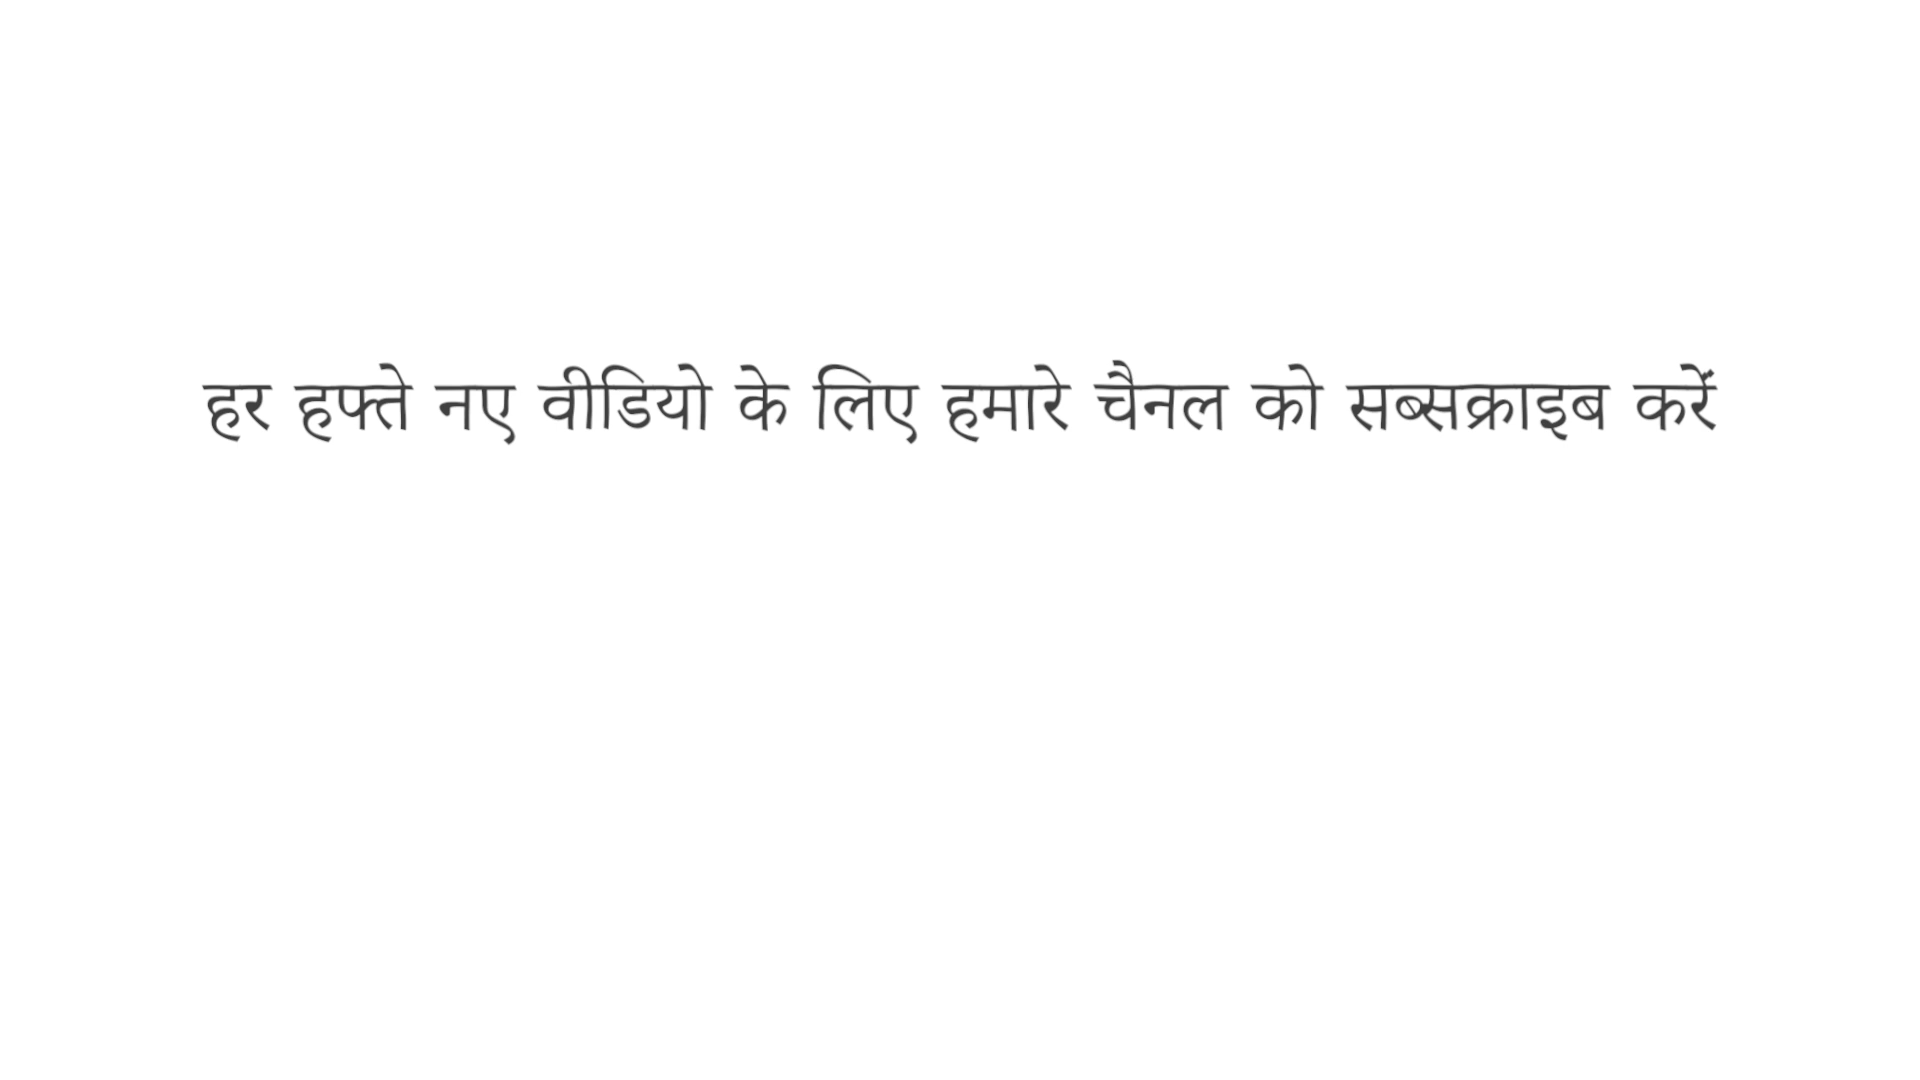 हर हफ्ते नए वीडियो के लिए हमारे चैनल को सब्सक्राइब करें